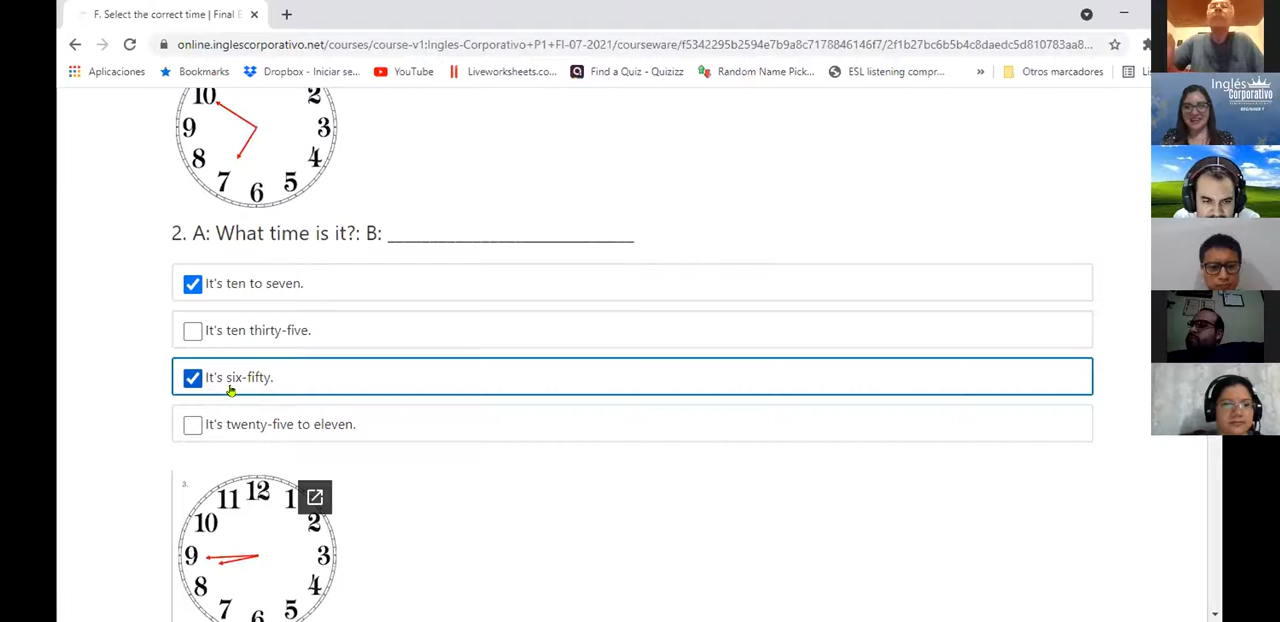 F. Select the correct time | Final E
online.inglescorporativo.net/courses/course-v1:Ingles-Corporativo+P1+FI-07-2021/courseware/f5342295b2594e7b9a8c7178846146f7/2f1b27bc6b5b4c8daedc5d810783aa8...
Aplicaciones Bookmarks Dropbox - Iniciar se... YouTube Liveworksheets.co... Find a Quiz - Quizizz Random Name Pick... ESL listening compr... » Otros marcadores
Inglés
Corporativo
BEGINNER 1
10 2
9 3
8 4
7 6 5
2. A: What time is it?: B: ___________________________
It's ten to seven.
It's ten thirty-five.
It's six-fifty.
It's twenty-five to eleven.
3.
11 12 1
10 2
9 3
8 4
7 6 5